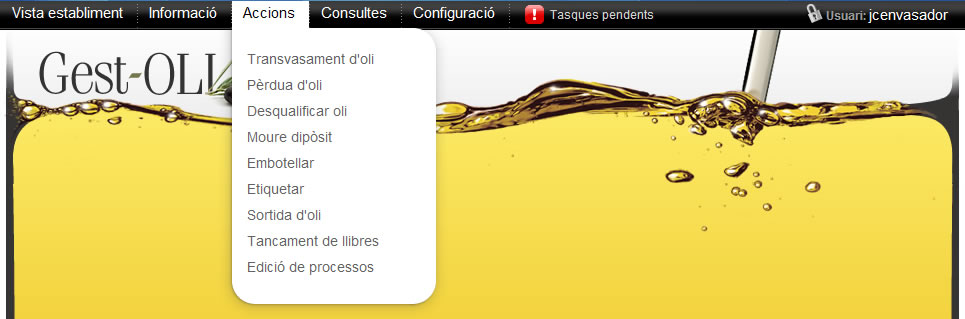 Vista establiment Informació Accions Consultes Configuració ! Tasques pendents Usuari: jcenvasador
Gest-OLI
Transvasament d'oli
Pèrdua d'oli
Desqualificar oli
Moure dipòsit
Embotellar
Etiquetar
Sortida d'oli
Tancament de llibres
Edició de processos